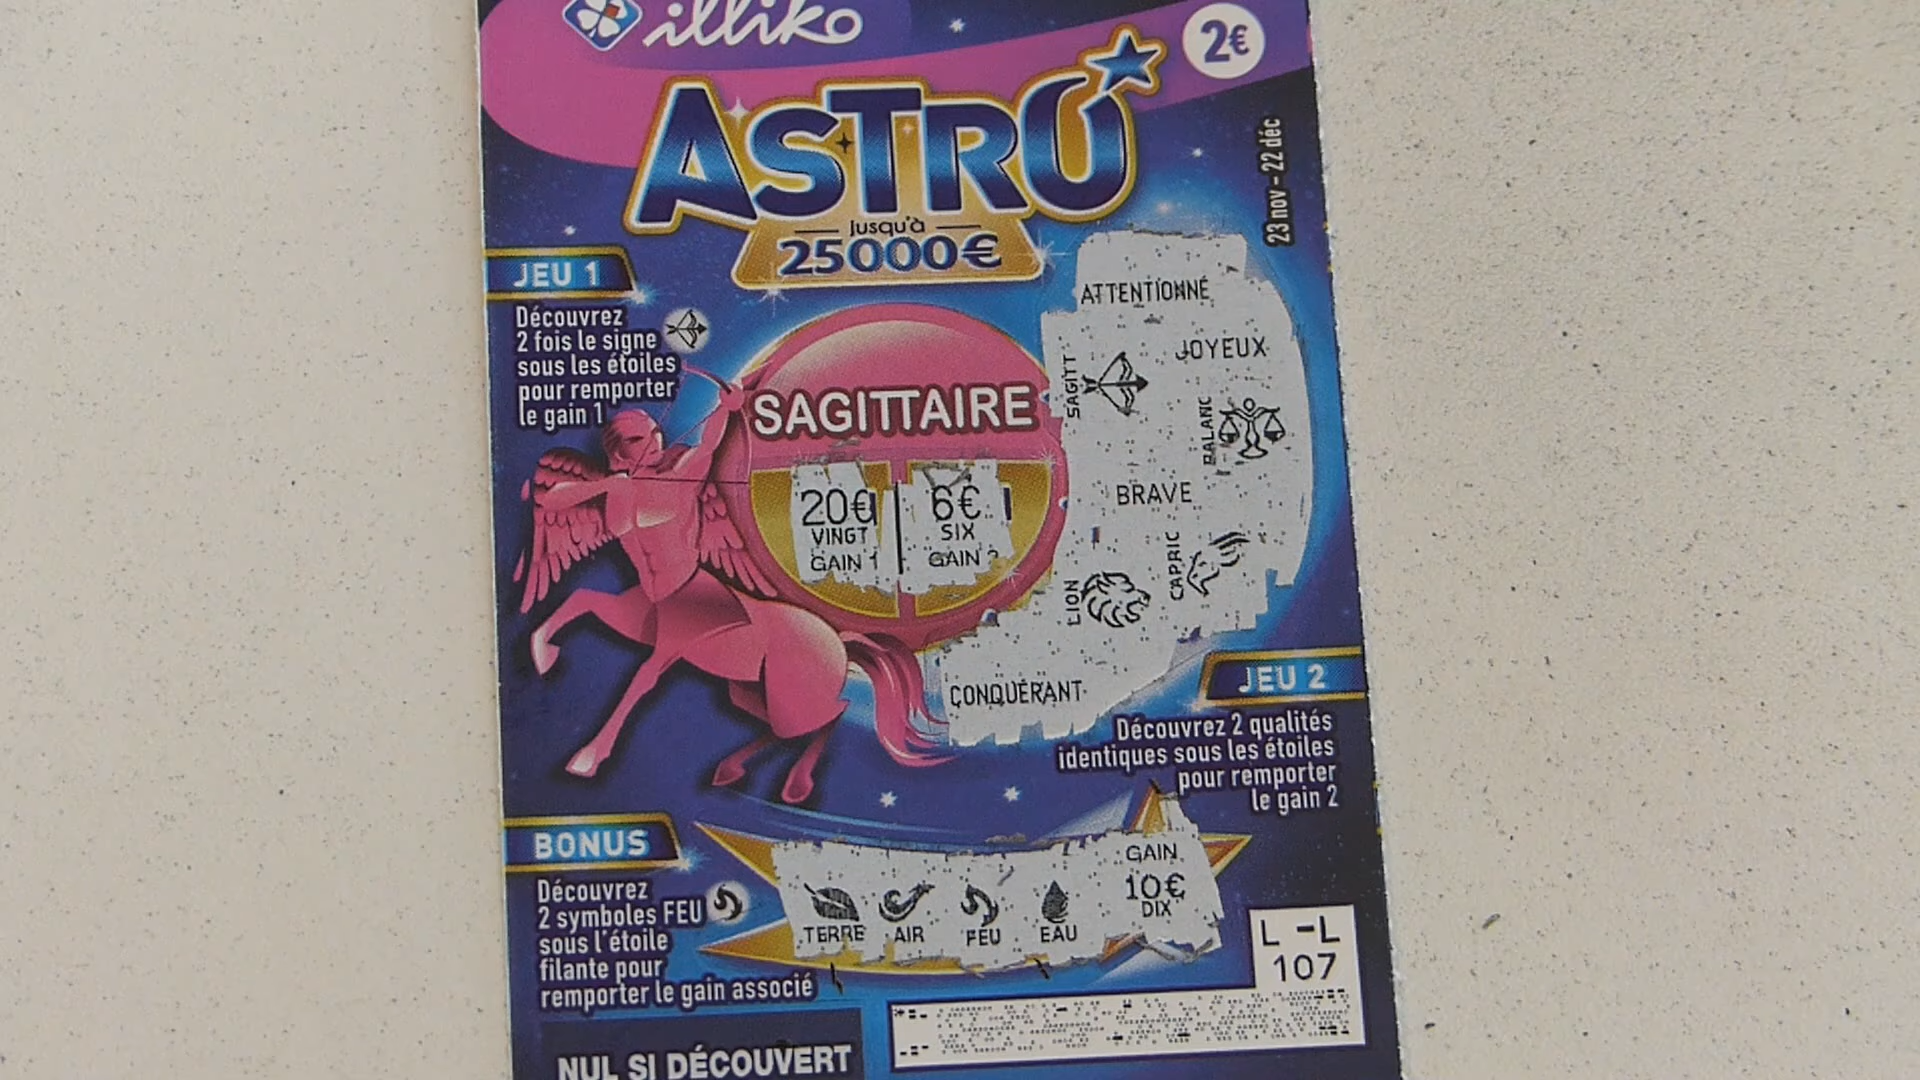 illiko
2€
ASTRO
Jusqu'à
25000€
23 nov – 22 déc
JEU 1
Découvrez
2 fois le signe
sous les étoiles
pour remporter
le gain 1
SAGITTAIRE
20€
VINGT
GAIN 1
6€
SIX
GAIN 2
ATTENTIONNÉ
JOYEUX
SAGITT
BALANC
BRAVE
CAPRIC
LION
CONQUÉRANT
JEU 2
Découvrez 2 qualités
identiques sous les étoiles
pour remporter
le gain 2
BONUS
Découvrez
2 symboles FEU
sous l'étoile
filante pour
remporter le gain associé
TERRE AIR FEU EAU
GAIN
10€
DIX
L -L
107
NUL SI DÉCOUVERT